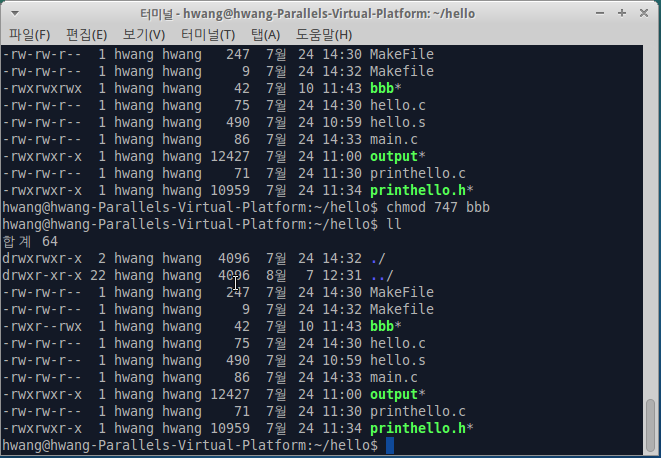 터미널 - hwang@hwang-Parallels-Virtual-Platform: ~/hello
파일(F) 편집(E) 보기(V) 터미널(T) 탭(A) 도움말(H)
-rw-rw-r-- 1 hwang hwang 247 7월 24 14:30 MakeFile
-rw-rw-r-- 1 hwang hwang 9 7월 24 14:32 Makefile
-rwxrwxrwx 1 hwang hwang 42 7월 10 11:43 bbb*
-rw-rw-r-- 1 hwang hwang 75 7월 24 14:30 hello.c
-rw-rw-r-- 1 hwang hwang 490 7월 24 10:59 hello.s
-rw-rw-r-- 1 hwang hwang 86 7월 24 14:33 main.c
-rwxrwxr-x 1 hwang hwang 12427 7월 24 11:00 output*
-rw-rw-r-- 1 hwang hwang 71 7월 24 11:30 printhello.c
-rwxrwxr-x 1 hwang hwang 10959 7월 24 11:34 printhello.h*
hwang@hwang-Parallels-Virtual-Platform:~/hello$ chmod 747 bbb
hwang@hwang-Parallels-Virtual-Platform:~/hello$ ll
합계 64
drwxrwxr-x 2 hwang hwang 4096 7월 24 14:32 ./
drwxr-xr-x 22 hwang hwang 4096 8월 7 12:31 ../
-rw-rw-r-- 1 hwang hwang 247 7월 24 14:30 MakeFile
-rw-rw-r-- 1 hwang hwang 9 7월 24 14:32 Makefile
-rwxr--rwx 1 hwang hwang 42 7월 10 11:43 bbb*
-rw-rw-r-- 1 hwang hwang 75 7월 24 14:30 hello.c
-rw-rw-r-- 1 hwang hwang 490 7월 24 10:59 hello.s
-rw-rw-r-- 1 hwang hwang 86 7월 24 14:33 main.c
-rwxrwxr-x 1 hwang hwang 12427 7월 24 11:00 output*
-rw-rw-r-- 1 hwang hwang 71 7월 24 11:30 printhello.c
-rwxrwxr-x 1 hwang hwang 10959 7월 24 11:34 printhello.h*
hwang@hwang-Parallels-Virtual-Platform:~/hello$